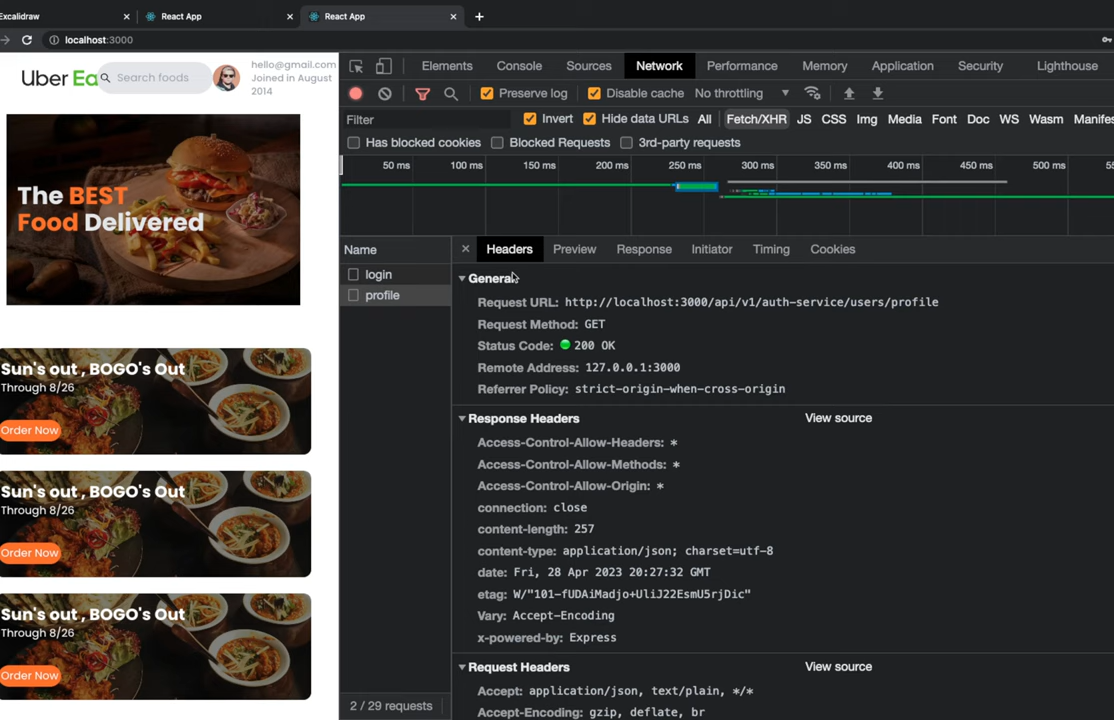 Excalidraw
React App
React App
localhost:3000
Uber Ea
Search foods
hello@gmail.com
Joined in August
2014
The BEST
Food Delivered
Sun's out , BOGO's Out
Through 8/26
Order Now
Sun's out , BOGO's Out
Through 8/26
Order Now
Sun's out , BOGO's Out
Through 8/26
Order Now
Elements Console Sources Network Performance Memory Application Security Lighthouse
Preserve log Disable cache No throttling
Filter Invert Hide data URLs All Fetch/XHR JS CSS Img Media Font Doc WS Wasm Manifes
Has blocked cookies Blocked Requests 3rd-party requests
50 ms 100 ms 150 ms 200 ms 250 ms 300 ms 350 ms 400 ms 450 ms 500 ms
Name
login
profile
2 / 29 requests
Headers Preview Response Initiator Timing Cookies
General
Request URL: http://localhost:3000/api/v1/auth-service/users/profile
Request Method: GET
Status Code: 200 OK
Remote Address: 127.0.0.1:3000
Referrer Policy: strict-origin-when-cross-origin
Response Headers View source
Access-Control-Allow-Headers: *
Access-Control-Allow-Methods: *
Access-Control-Allow-Origin: *
connection: close
content-length: 257
content-type: application/json; charset=utf-8
date: Fri, 28 Apr 2023 20:27:32 GMT
etag: W/"101-fUDAiMadjo+UliJ22EsmU5rjDic"
Vary: Accept-Encoding
x-powered-by: Express
Request Headers View source
Accept: application/json, text/plain, */*
Accept-Encoding: gzip, deflate, br